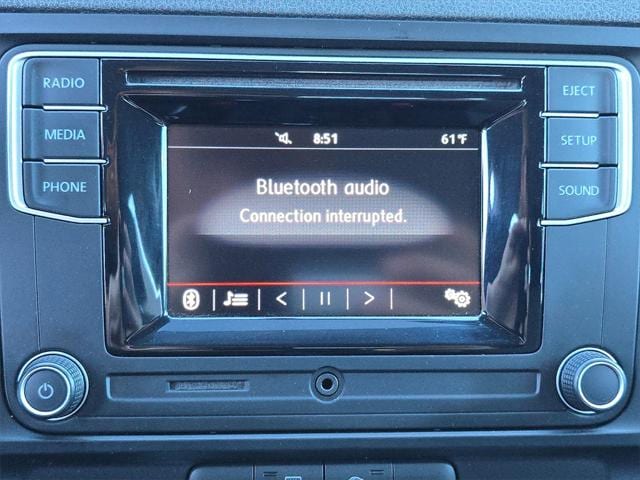 RADIO
EJECT
MEDIA
8:51
61°F
SETUP
PHONE
Bluetooth audio
SOUND
Connection interrupted.